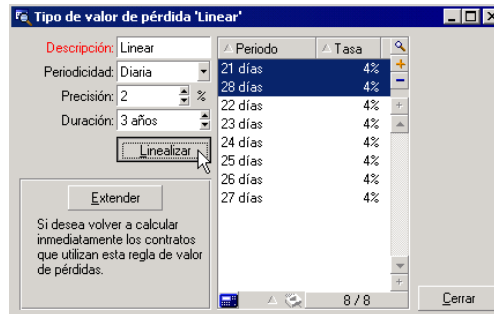 Tipo de valor de pérdida 'Linear'
Descripción: Linear
Periodicidad: Diaria
Precisión: 2 %
Duración: 3 años
Linealizar
Extender
Si desea volver a calcular
inmediatamente los contratos
que utilizan esta regla de valor
de pérdidas.
Periodo Tasa
21 días 4%
28 días 4%
22 días 4%
23 días 4%
24 días 4%
25 días 4%
26 días 4%
27 días 4%
8 / 8
Cerrar